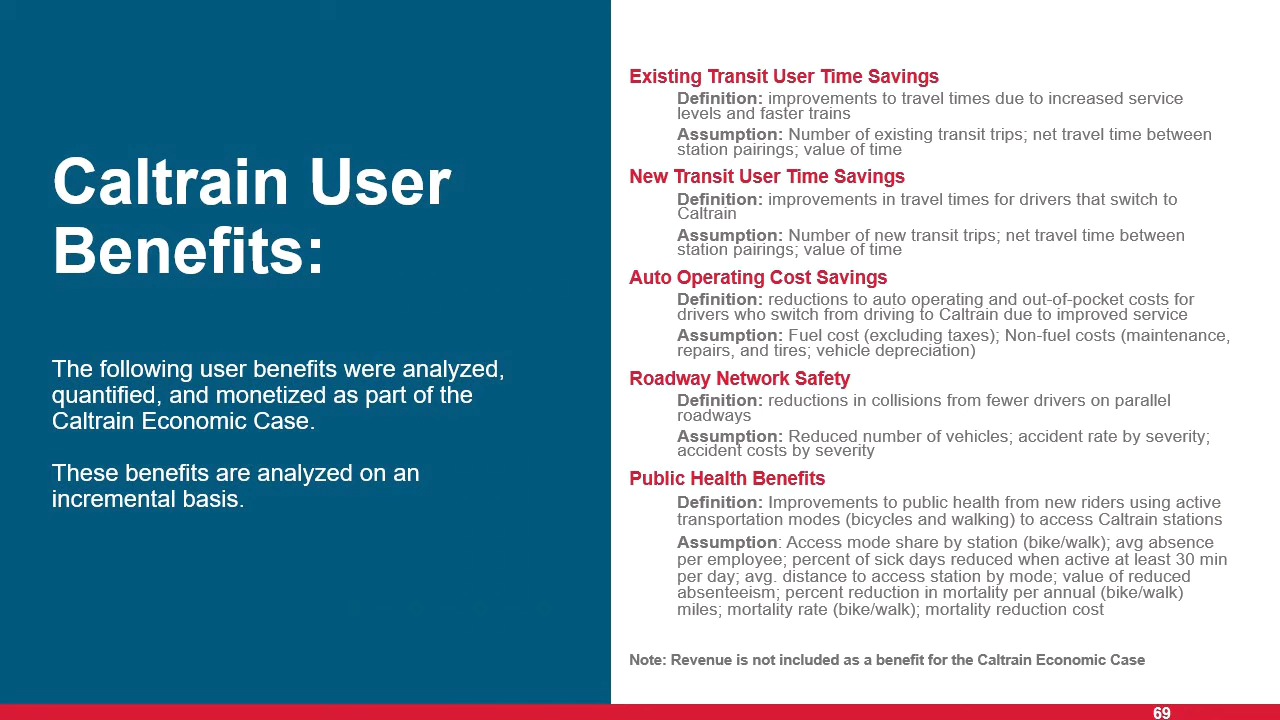 Caltrain User
Benefits:
The following user benefits were analyzed,
quantified, and monetized as part of the
Caltrain Economic Case.
These benefits are analyzed on an
incremental basis.
Existing Transit User Time Savings
Definition: improvements to travel times due to increased service
levels and faster trains
Assumption: Number of existing transit trips; net travel time between
station pairings; value of time
New Transit User Time Savings
Definition: improvements in travel times for drivers that switch to
Caltrain
Assumption: Number of new transit trips; net travel time between
station pairings; value of time
Auto Operating Cost Savings
Definition: reductions to auto operating and out-of-pocket costs for
drivers who switch from driving to Caltrain due to improved service
Assumption: Fuel cost (excluding taxes); Non-fuel costs (maintenance,
repairs, and tires; vehicle depreciation)
Roadway Network Safety
Definition: reductions in collisions from fewer drivers on parallel
roadways
Assumption: Reduced number of vehicles; accident rate by severity;
accident costs by severity
Public Health Benefits
Definition: Improvements to public health from new riders using active
transportation modes (bicycles and walking) to access Caltrain stations
Assumption: Access mode share by station (bike/walk); avg absence
per employee; percent of sick days reduced when active at least 30 min
per day; avg. distance to access station by mode; value of reduced
absenteeism; percent reduction in mortality per annual (bike/walk)
miles; mortality rate (bike/walk); mortality reduction cost
Note: Revenue is not included as a benefit for the Caltrain Economic Case
69